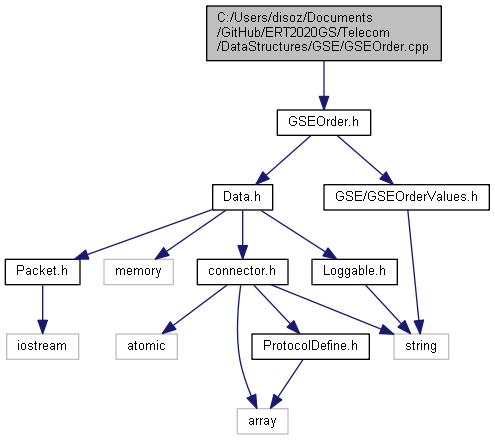 C:/Users/disoz/Documents
/GitHub/ERT2020GS/Telecom
/DataStructures/GSE/GSEOrder.cpp
GSEOrder.h
Data.h
GSE/GSEOrderValues.h
Packet.h
memory
connector.h
Loggable.h
iostream
atomic
ProtocolDefine.h
string
array